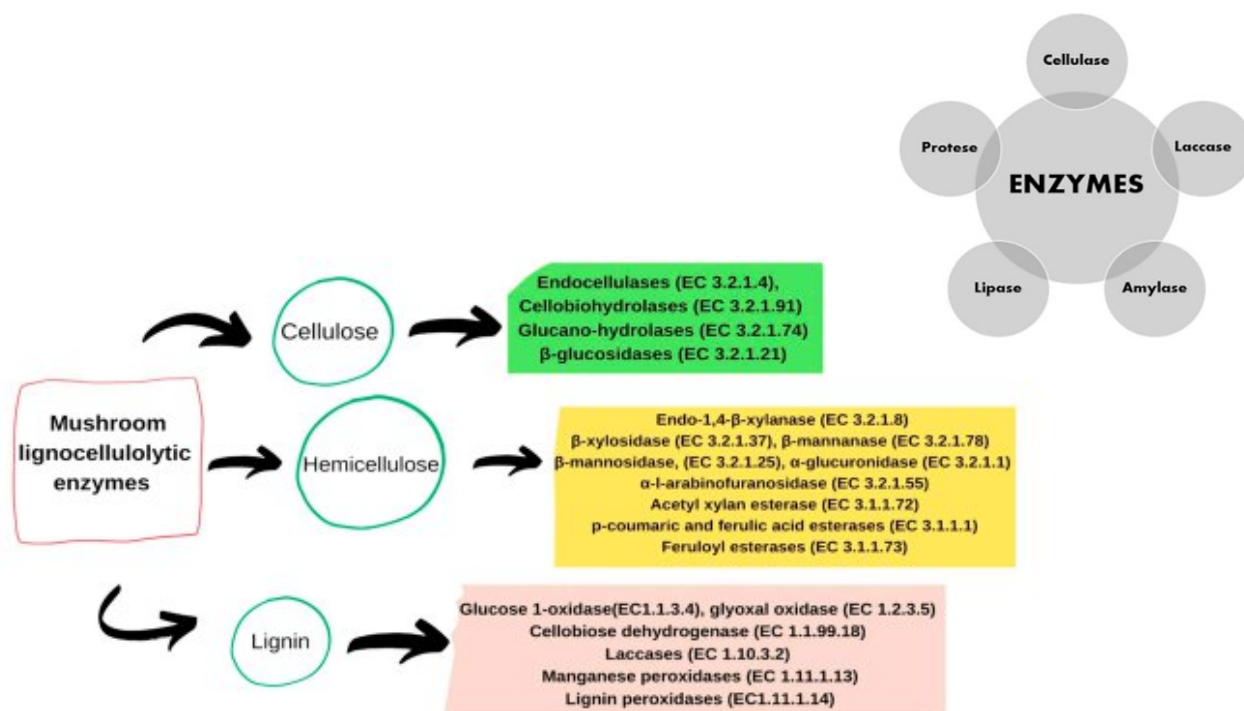 Cellulase
Protese
Laccase
ENZYMES
Lipase
Amylase
Endocellulases (EC 3.2.1.4),
Cellobiohydrolases (EC 3.2.1.91)
Glucano-hydrolases (EC 3.2.1.74)
β-glucosidases (EC 3.2.1.21)
Cellulose
Mushroom
lignocellulolytic
enzymes
Hemicellulose
Endo-1,4-β-xylanase (EC 3.2.1.8)
β-xylosidase (EC 3.2.1.37), β-mannanase (EC 3.2.1.78)
β-mannosidase, (EC 3.2.1.25), α-glucuronidase (EC 3.2.1.1)
α-l-arabinofuranosidase (EC 3.2.1.55)
Acetyl xylan esterase (EC 3.1.1.72)
p-coumaric and ferulic acid esterases (EC 3.1.1.1)
Feruloyl esterases (EC 3.1.1.73)
Lignin
Glucose 1-oxidase(EC1.1.3.4), glyoxal oxidase (EC 1.2.3.5)
Cellobiose dehydrogenase (EC 1.1.99.18)
Laccases (EC 1.10.3.2)
Manganese peroxidases (EC 1.11.1.13)
Lignin peroxidases (EC1.11.1.14)